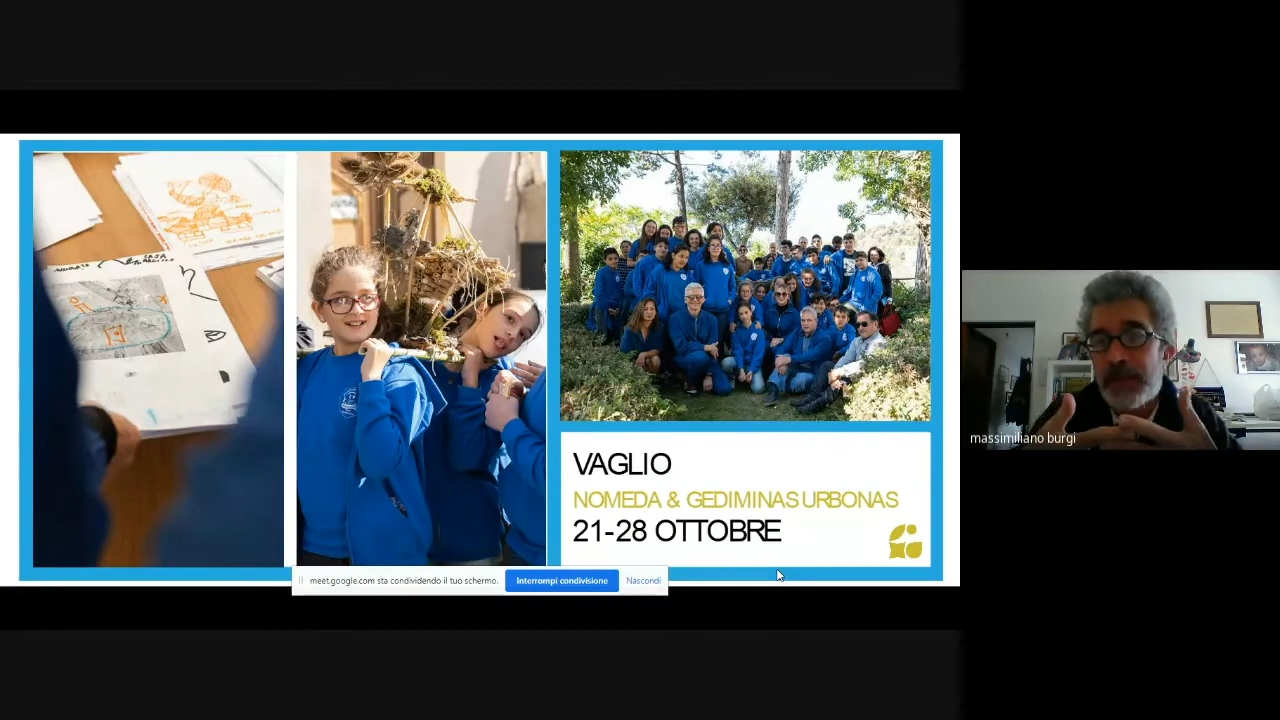 VAGLIO
NOMEDA & GEDIMINAS URBONAS
21-28 OTTOBRE
meet.google.com sta condividendo il tuo schermo.
Interrompi condivisione
Nascondi
massimiliano burgi